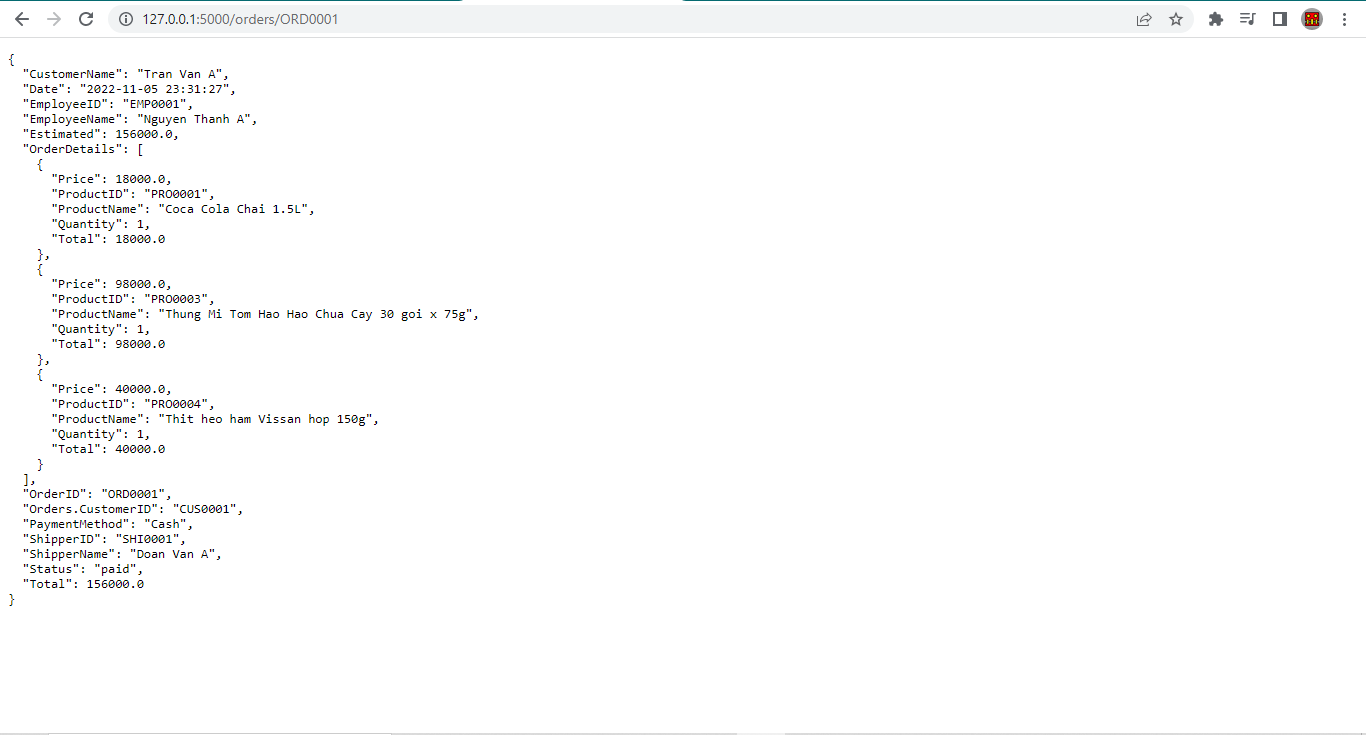 127.0.0.1:5000/orders/ORD0001
{
  "CustomerName": "Tran Van A",
  "Date": "2022-11-05 23:31:27",
  "EmployeeID": "EMP0001",
  "EmployeeName": "Nguyen Thanh A",
  "Estimated": 156000.0,
  "OrderDetails": [
    {
      "Price": 18000.0,
      "ProductID": "PRO0001",
      "ProductName": "Coca Cola Chai 1.5L",
      "Quantity": 1,
      "Total": 18000.0
    },
    {
      "Price": 98000.0,
      "ProductID": "PRO0003",
      "ProductName": "Thung Mi Tom Hao Hao Chua Cay 30 goi x 75g",
      "Quantity": 1,
      "Total": 98000.0
    },
    {
      "Price": 40000.0,
      "ProductID": "PRO0004",
      "ProductName": "Thit heo ham Vissan hop 150g",
      "Quantity": 1,
      "Total": 40000.0
    }
  ],
  "OrderID": "ORD0001",
  "Orders.CustomerID": "CUS0001",
  "PaymentMethod": "Cash",
  "ShipperID": "SHI0001",
  "ShipperName": "Doan Van A",
  "Status": "paid",
  "Total": 156000.0
}